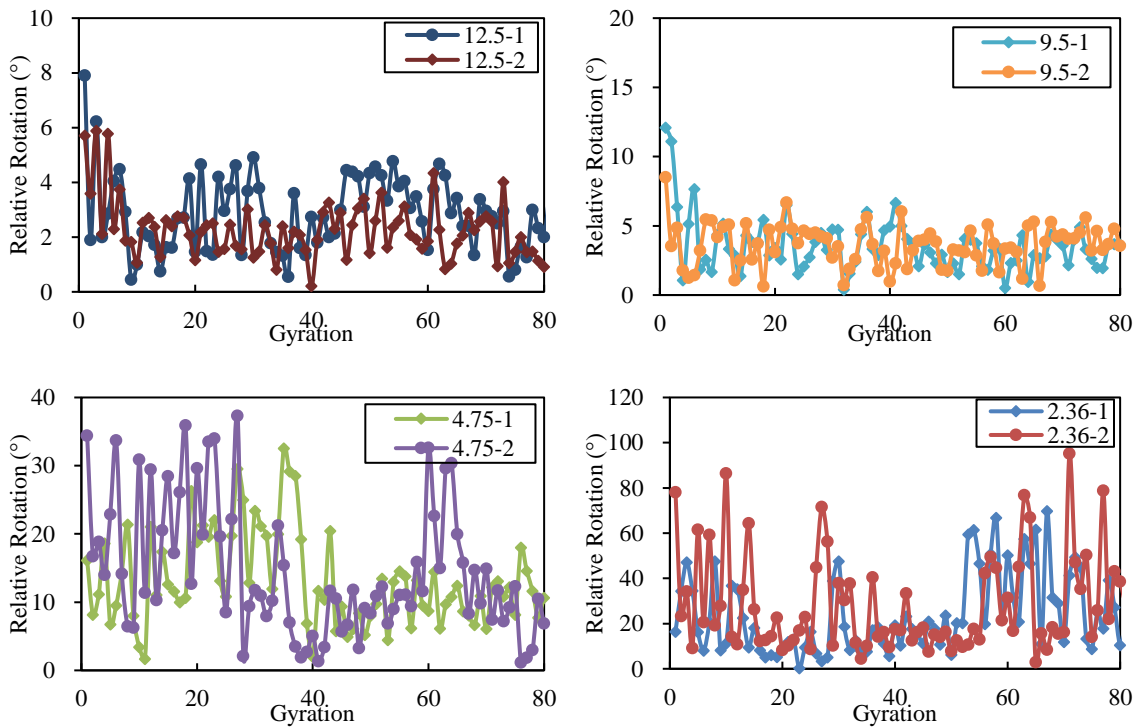 Relative Rotation (°)
10
8
6
4
2
0
12.5-1
12.5-2
0 20 40 60 80
Gyration
Relative Rotation (°)
20
15
10
5
0
9.5-1
9.5-2
0 20 40 60 80
Gyration
Relative Rotation (°)
40
30
20
10
0
4.75-1
4.75-2
0 20 40 60 80
Gyration
Relative Rotation (°)
120
100
80
60
40
20
0
2.36-1
2.36-2
0 20 40 60 80
Gyration